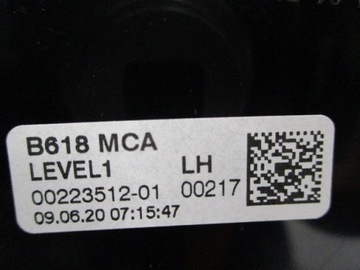 B618 MCA
LEVEL1 LH
00223512-01 00217
09.06.20 07:15:47